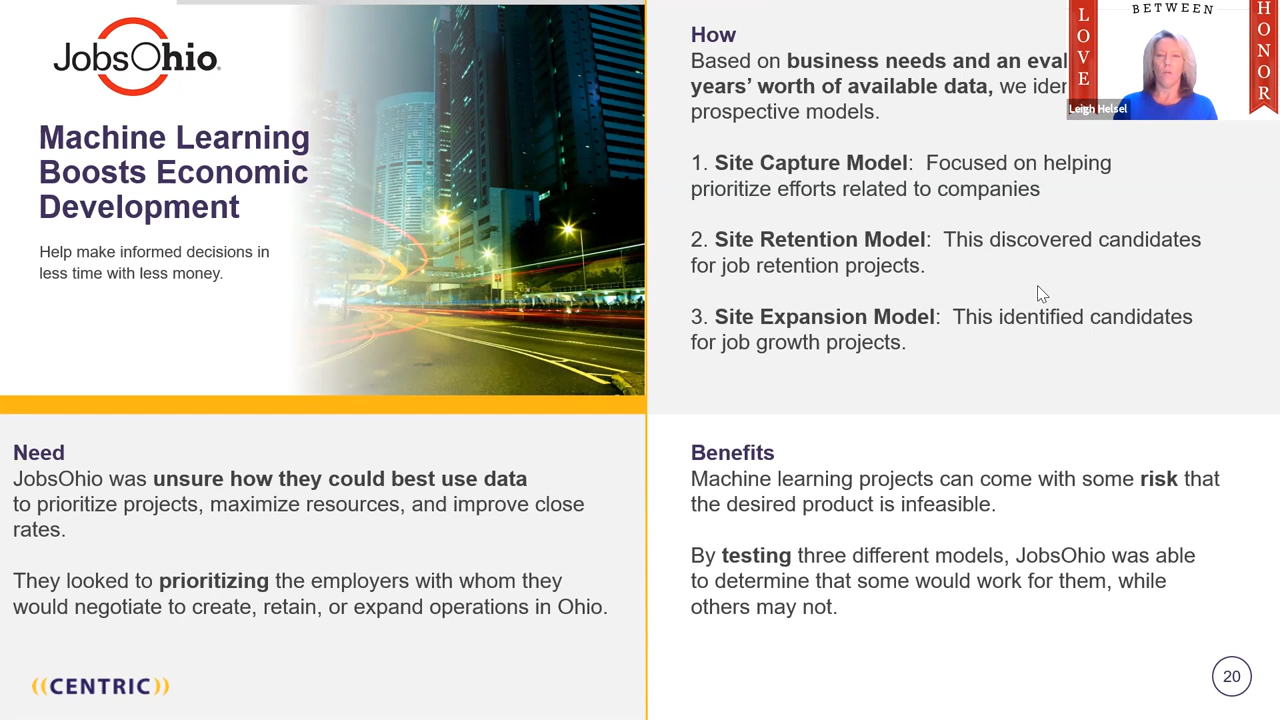 JobsOhio
Machine Learning
Boosts Economic
Development
Help make informed decisions in
less time with less money.
How
Based on business needs and an eval
years’ worth of available data, we iden
prospective models.
1. Site Capture Model:  Focused on helping
prioritize efforts related to companies
2. Site Retention Model:  This discovered candidates
for job retention projects.
3. Site Expansion Model:  This identified candidates
for job growth projects.
LOVE
BETWEEN
HONOR
Leigh Helsel
Need
JobsOhio was unsure how they could best use data
to prioritize projects, maximize resources, and improve close
rates.
They looked to prioritizing the employers with whom they
would negotiate to create, retain, or expand operations in Ohio.
((CENTRIC))
Benefits
Machine learning projects can come with some risk that
the desired product is infeasible.
By testing three different models, JobsOhio was able
to determine that some would work for them, while
others may not.
20